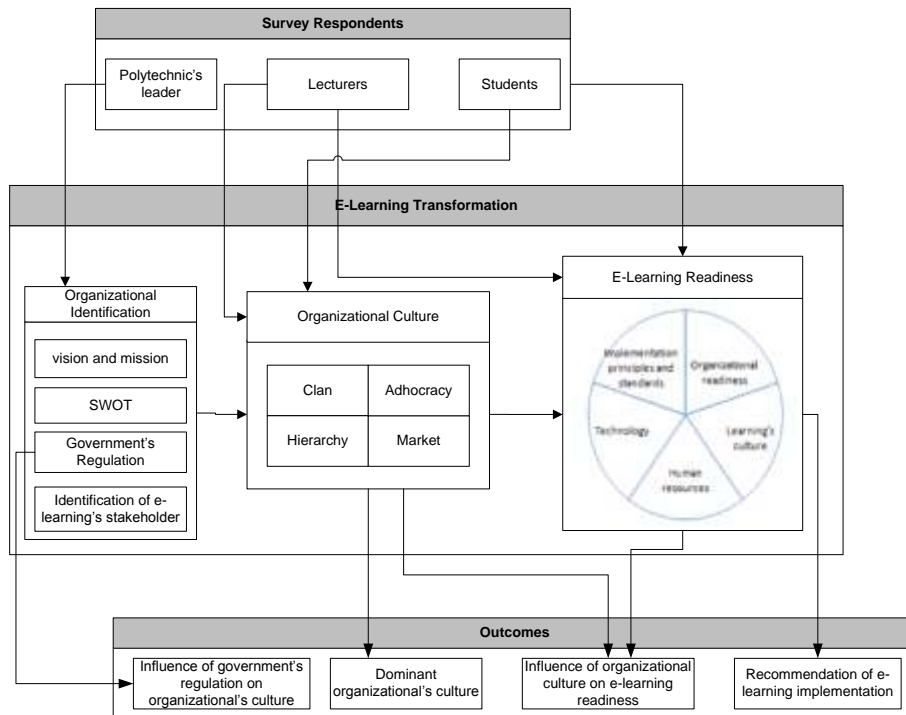 Survey Respondents
Polytechnic's
leader
Lecturers
Students
E-Learning Transformation
Organizational
Identification
vision and mission
SWOT
Government's
Regulation
Identification of e-
learning's stakeholder
Organizational Culture
Clan
Adhocracy
Hierarchy
Market
E-Learning Readiness
Implementation
principles and
standards
Organizational
readiness
Technology
Learning's
culture
Human
resources
Outcomes
Influence of government's
regulation on
organizational's culture
Dominant
organizational's culture
Influence of organizational
culture on e-learning
readiness
Recommendation of e-
learning implementation